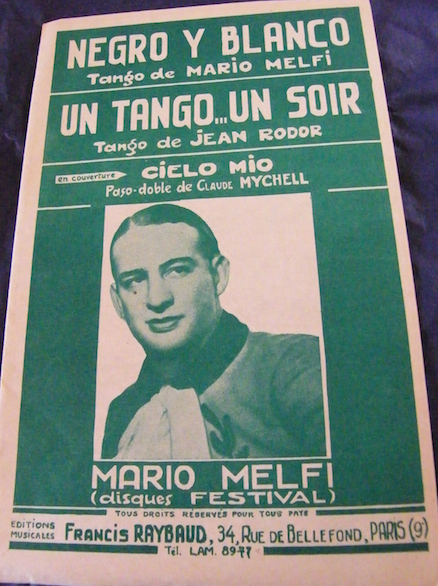 NEGRO Y BLANCO
Tango de MARIO MELFI
UN TANGO...UN SOIR
Tango de JEAN RODOR
en couverture CIELO MIO
Paso-doble de CLAUDE MYCHELL
MARIO MELFI
(disques FESTIVAL)
TOUS DROITS RÉSERVÉS POUR TOUS PAYS
EDITIONS MUSICALES FRANCIS RAYBAUD, 34, RUE DE BELLEFOND, PARIS (9e)
Tél. LAM. 89-77